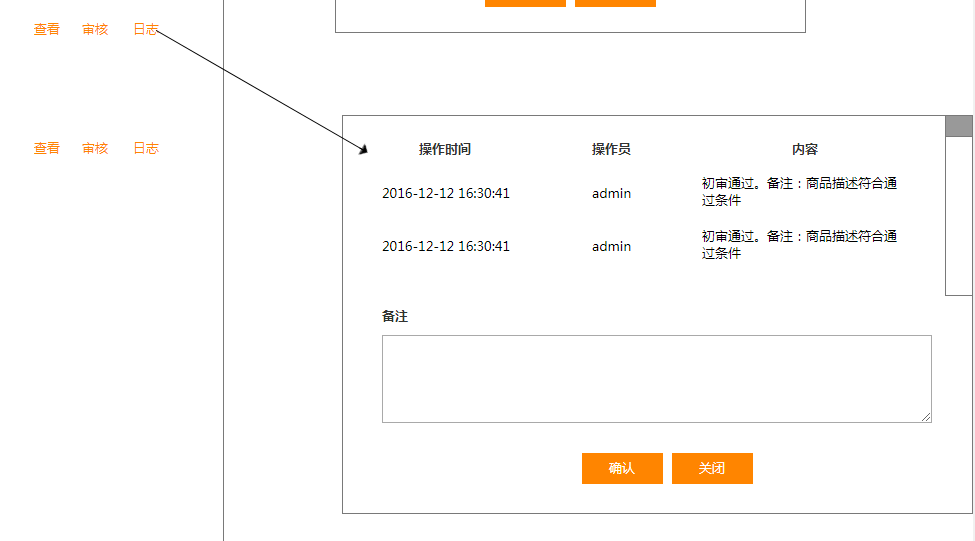 查看 审核 日志
查看 审核 日志
操作时间 操作员 内容
2016-12-12 16:30:41 admin 初审通过。备注：商品描述符合通
过条件
2016-12-12 16:30:41 admin 初审通过。备注：商品描述符合通
过条件
备注
确认 关闭